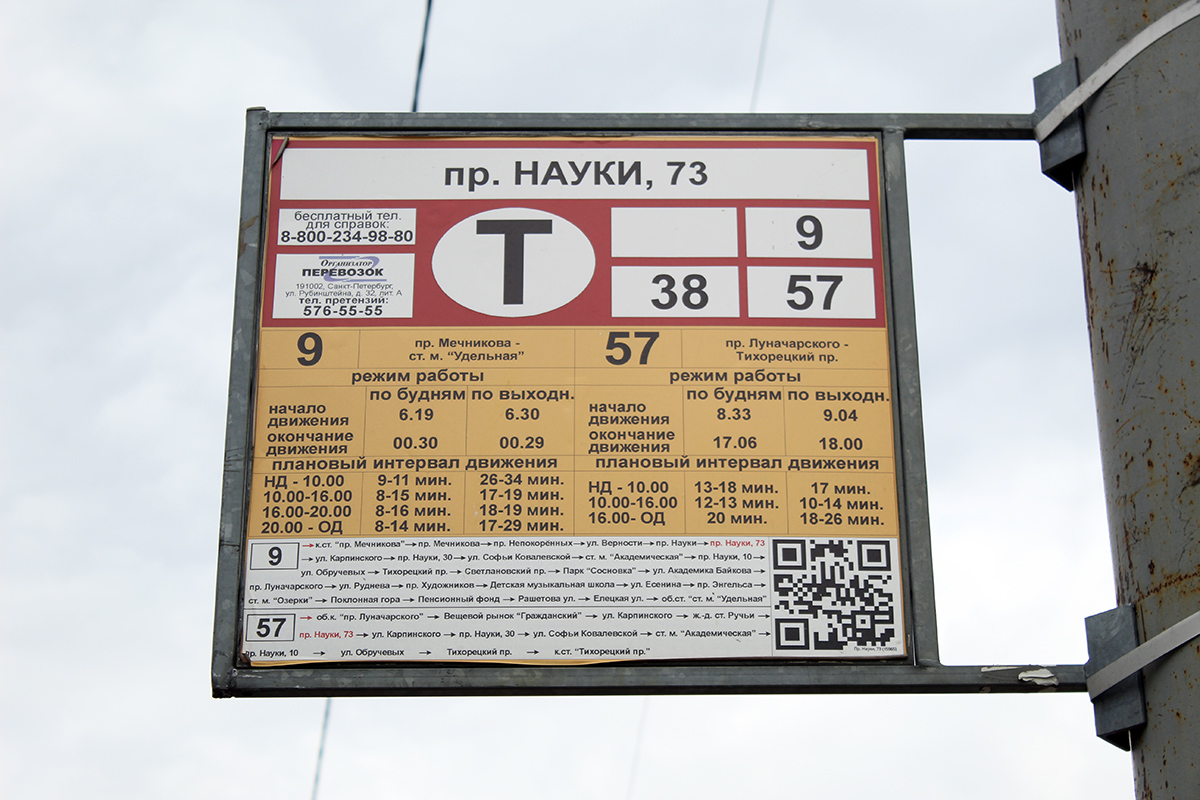 пр. НАУКИ, 73
бесплатный тел.
для справок:
8-800-234-98-80
ОРГАНИЗАТОР
ПЕРЕВОЗОК
191002, Санкт-Петербург,
ул. Рубинштейна, д. 32, лит. А
тел. претензий:
576-55-55
Т
9
38 57
9 пр. Мечникова -
ст. м. "Удельная"
режим работы
по будням по выходн.
начало
движения 6.19 6.30
окончание
движения 00.30 00.29
плановый интервал движения
НД - 10.00 9-11 мин. 26-34 мин.
10.00-16.00 8-15 мин. 17-19 мин.
16.00-20.00 8-16 мин. 18-19 мин.
20.00 - ОД 8-14 мин. 17-29 мин.
57 пр. Луначарского -
Тихорецкий пр.
режим работы
по будням по выходн.
начало
движения 8.33 9.04
окончание
движения 17.06 18.00
плановый интервал движения
НД - 10.00 13-18 мин. 17 мин.
10.00-16.00 12-13 мин. 10-14 мин.
16.00- ОД 20 мин. 18-26 мин.
9 → к.ст. "пр. Мечникова" → пр. Мечникова → пр. Непокорённых → ул. Верности → пр. Науки → пр. Науки, 73
→ ул. Карпинского → пр. Науки, 30 → ул. Софьи Ковалевской → ст. м. "Академическая" → пр. Науки, 10 →
ул. Обручевых → Тихорецкий пр. → Светлановский пр. → Парк "Сосновка" → ул. Академика Байкова →
пр. Луначарского → ул. Руднева → пр. Художников → Детская музыкальная школа → ул. Есенина → пр. Энгельса →
ст. м. "Озерки" → Поклонная гора → Пенсионный фонд → Рашетова ул. → Елецкая ул. → об.ст. "ст. м. "Удельная"
57 → об.к. "пр. Луначарского" → Вещевой рынок "Гражданский" → ул. Карпинского → ж.-д. ст. Ручьи →
пр. Науки, 73 → ул. Карпинского → пр. Науки, 30 → ул. Софьи Ковалевской → ст. м. "Академическая" →
пр. Науки, 10 → ул. Обручевых → Тихорецкий пр. → к.ст. "Тихорецкий пр."
Пр. Науки, 73